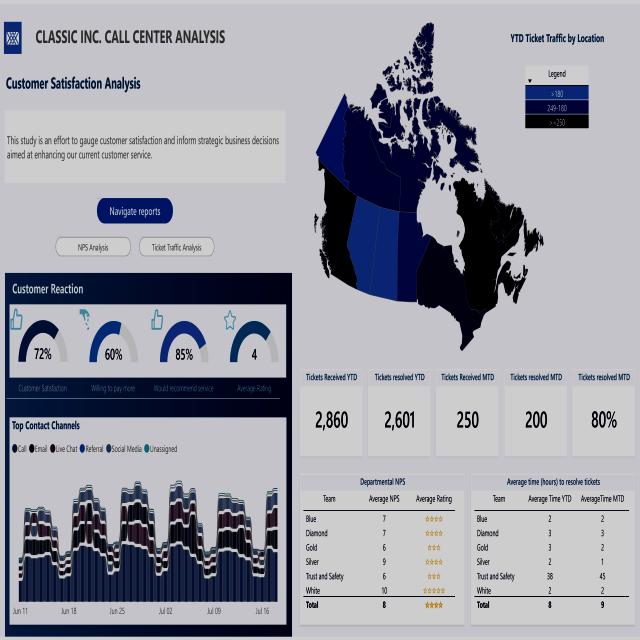 CLASSIC INC. CALL CENTER ANALYSIS
Customer Satisfaction Analysis
This study is an effort to gauge customer satisfaction and inform strategic business decisions
aimed at enhancing our current customer service.
Navigate reports
NPS Analysis
Ticket Traffic Analysis
YTD Ticket Traffic by Location
Legend
>180
249-180
>=250
Customer Reaction
72%
60%
85%
4
Customer Satisfaction
Willing to pay more
Would recommend service
Average Rating
Top Contact Channels
Call Email Live Chat Referral Social Media Unassigned
Jun 11 Jun 18 Jun 25 Jul 02 Jul 09 Jul 16
Tickets Received YTD
2,860
Tickets resolved YTD
2,601
Tickets Received MTD
250
Tickets resolved MTD
200
Tickets resolved MTD
80%
Departmental NPS
Team Average NPS Average Rating
Blue 7
Diamond 7
Gold 6
Silver 9
Trust and Safety 6
White 10
Total 8
Average time (hours) to resolve tickets
Team Average Time YTD AverageTime MTD
Blue 2 2
Diamond 3 3
Gold 3 2
Silver 2 1
Trust and Safety 38 45
White 2 2
Total 8 9